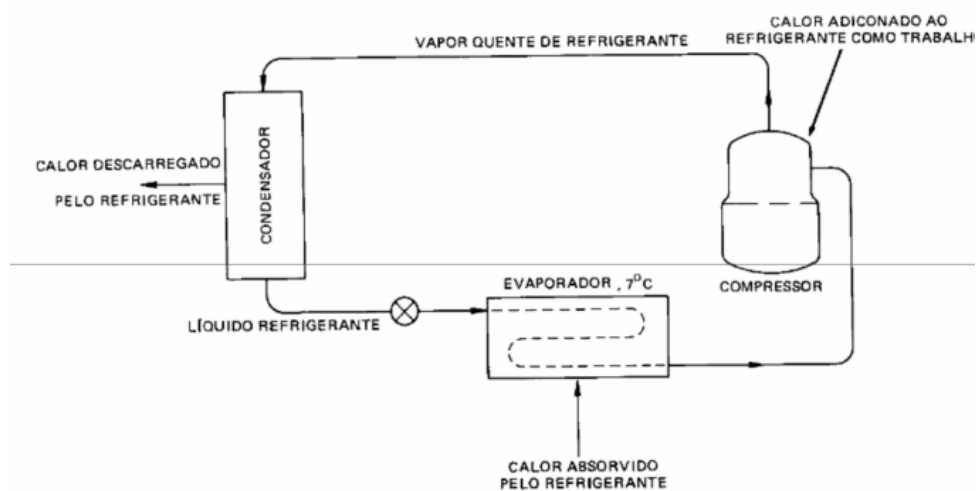 CALOR ADICONADO AO
REFRIGERANTE COMO TRABALHO
VAPOR QUENTE DE REFRIGERANTE
CONDENSADOR
CALOR DESCARREGADO
PELO REFRIGERANTE
EVAPORADOR , 7°C
COMPRESSOR
LÍQUIDO REFRIGERANTE
CALOR ABSORVIDO
PELO REFRIGERANTE